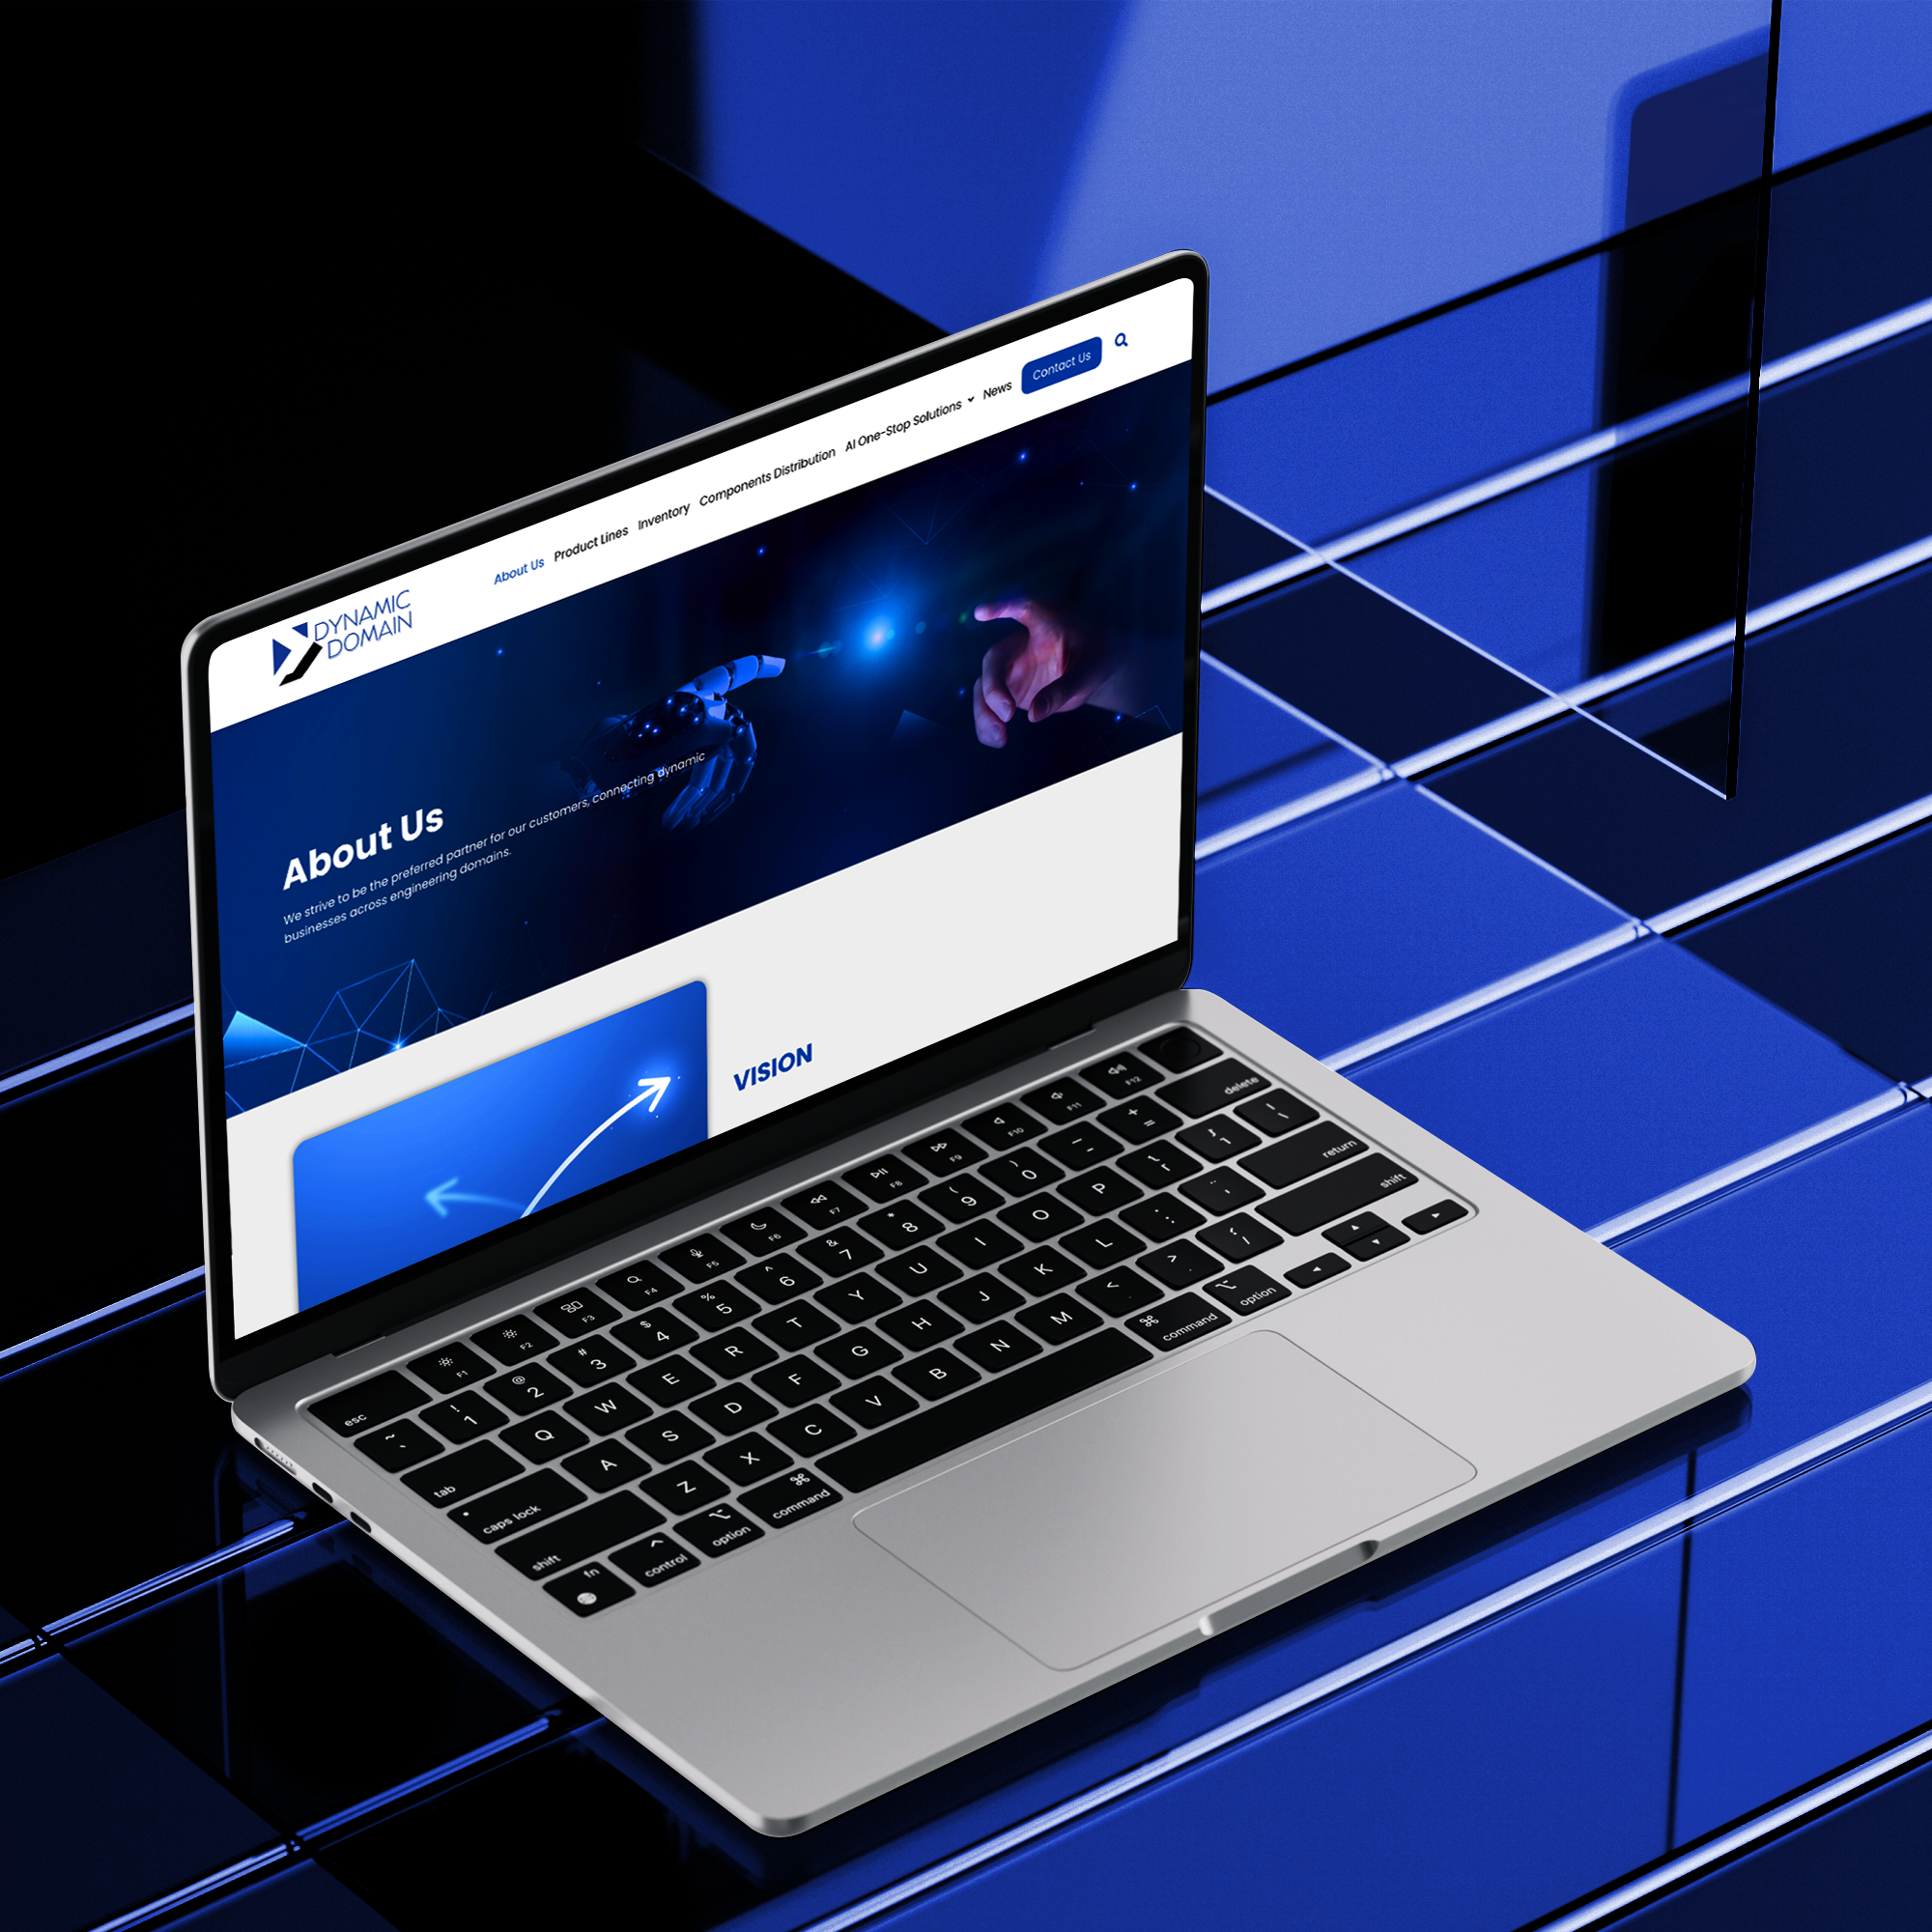 DYNAMIC
DOMAIN
About Us
Product Lines
Inventory
Components Distribution
AI One-Stop Solutions
News
Contact Us
About Us
We strive to be the preferred partner for our customers, connecting dynamic
businesses across engineering domains.
VISION
esc F1 F2 F3 F4 F5 F6 F7 F8 F9 F10 F11 F12
~ ` ! 1 @ 2 # 3 $ 4 % 5 ^ 6 & 7 * 8 ( 9 ) 0 – - + = delete
tab Q W E R T Y U I O P
caps lock A S D F G H J K L return
shift Z X C V B N M < > shift
fn control option command command option